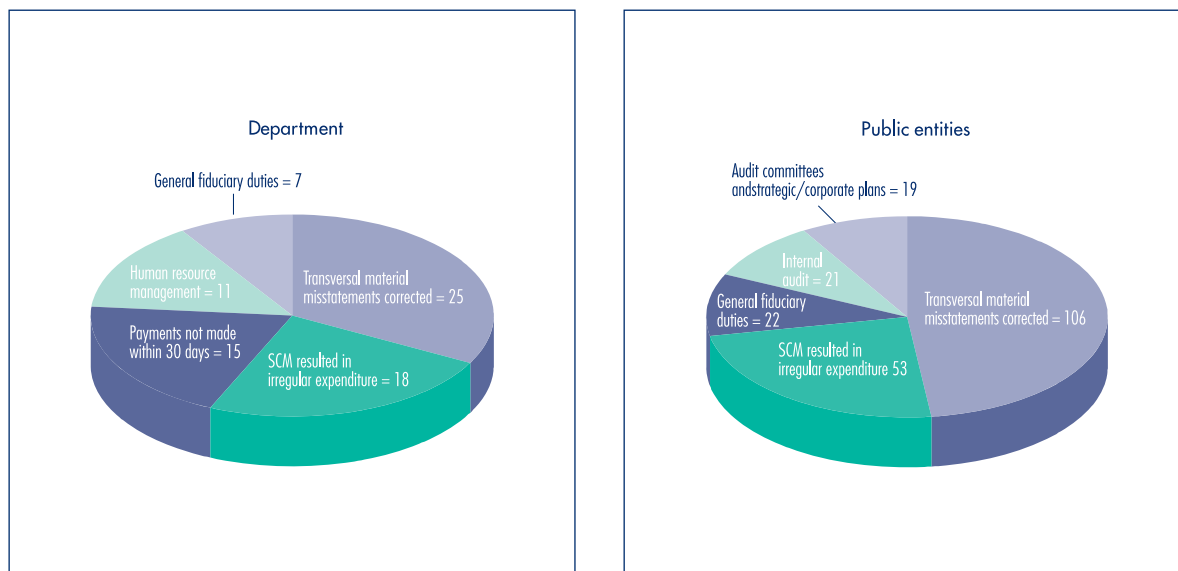 Department
General fiduciary duties = 7
Human resource
management = 11
Transversal material
misstatements corrected = 25
Payments not made
within 30 days = 15
SCM resulted in
irregular expenditure = 18
Public entities
Audit committees
andstrategic/corporate plans = 19
Internal
audit = 21
General fiduciary
duties = 22
Transversal material
misstatements corrected = 106
SCM resulted in
irregular expenditure 53